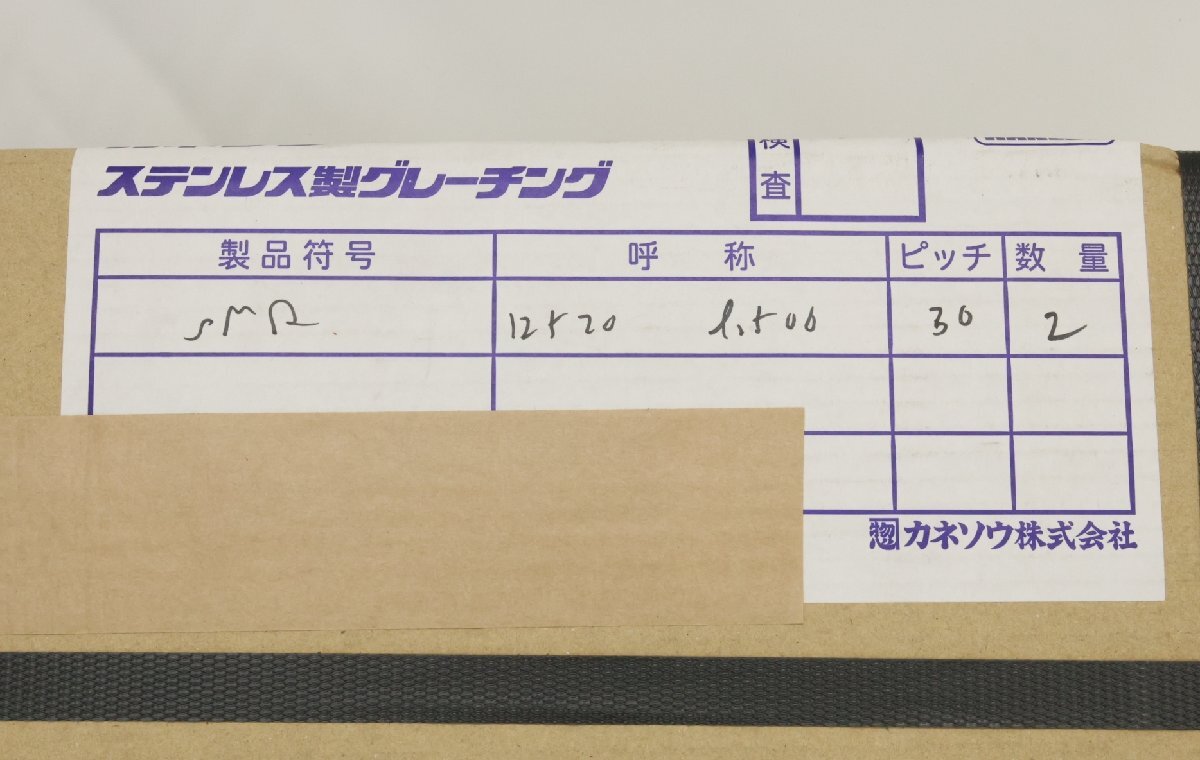 ステンレス製グレーチング
検査
製品符号 呼称 ピッチ 数量
SMR 12520 l,500 30 2
カネソウ株式会社